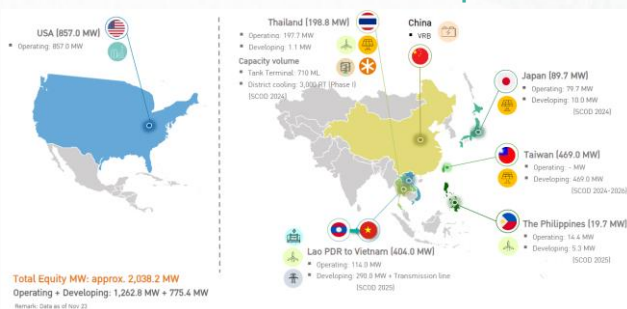 USA (857.0 MW)
Operating: 857.0 MW
Thailand (198.8 MW)
Operating: 197.7 MW
Developing: 1.1 MW
Capacity volume
Tank Terminal: 710 ML
District cooling: 3,000 RT (Phase I)
(SCOD 2024)
China
VRB
Japan (89.7 MW)
Operating: 79.7 MW
Developing: 10.0 MW
(SCOD 2024)
Taiwan (469.0 MW)
Operating: - MW
Developing: 469.0 MW
(SCOD 2024-2026)
The Philippines (19.7 MW)
Operating: 14.4 MW
Developing: 5.3 MW
(SCOD 2025)
Lao PDR to Vietnam (404.0 MW)
Operating: 114.0 MW
Developing: 290.0 MW + Transmission line
(SCOD 2025)
Total Equity MW: approx. 2,038.2 MW
Operating + Developing: 1,262.8 MW + 775.4 MW
Remark: Data as of Nov 23